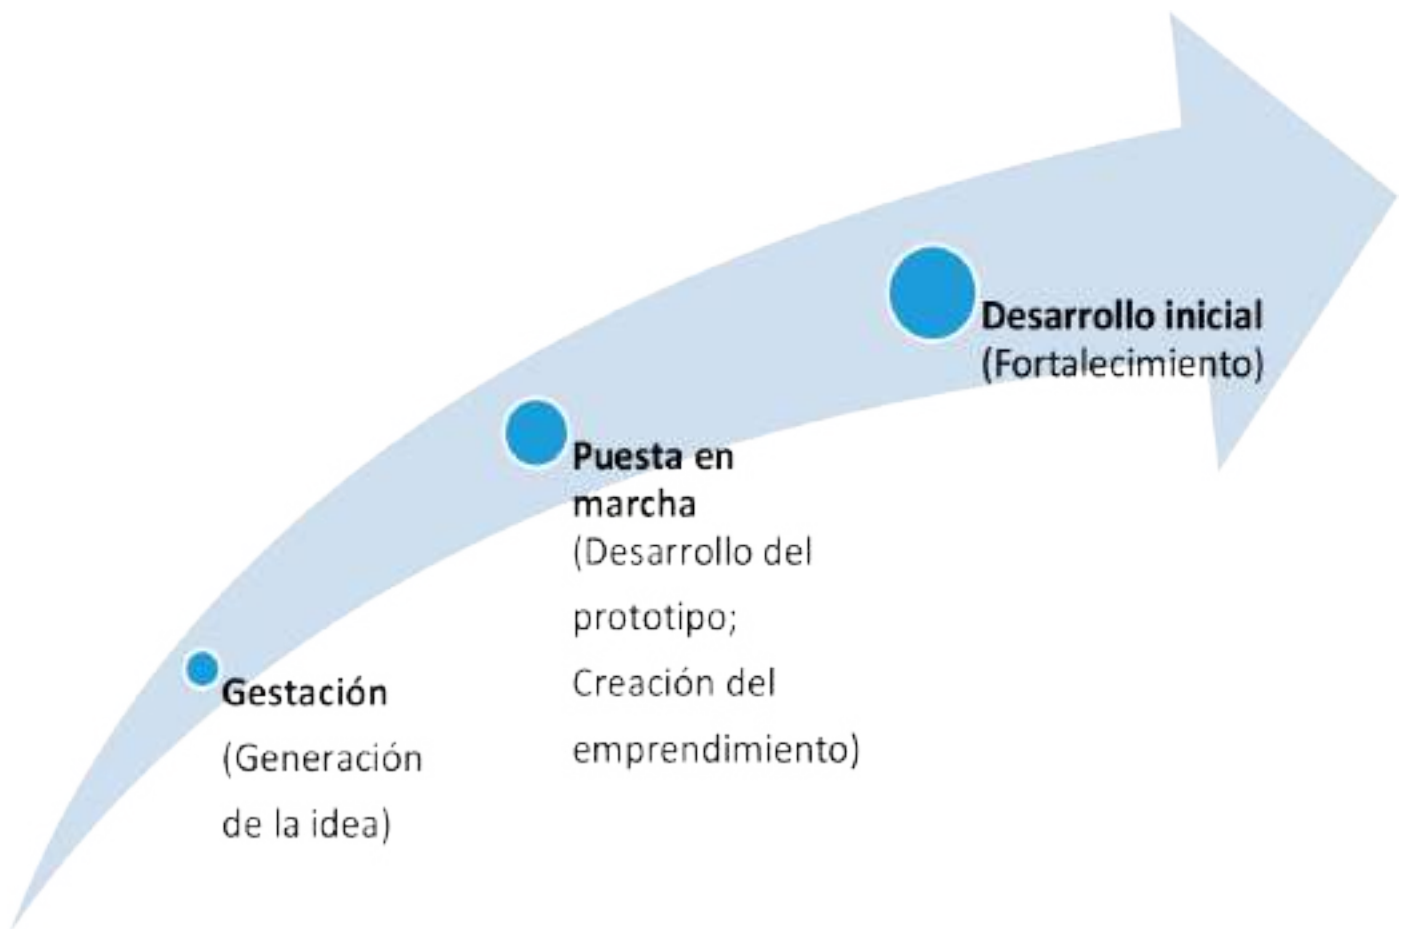 Gestación
(Generación
de la idea)
Puesta en
marcha
(Desarrollo del
prototipo;
Creación del
emprendimiento)
Desarrollo inicial
(Fortalecimiento)